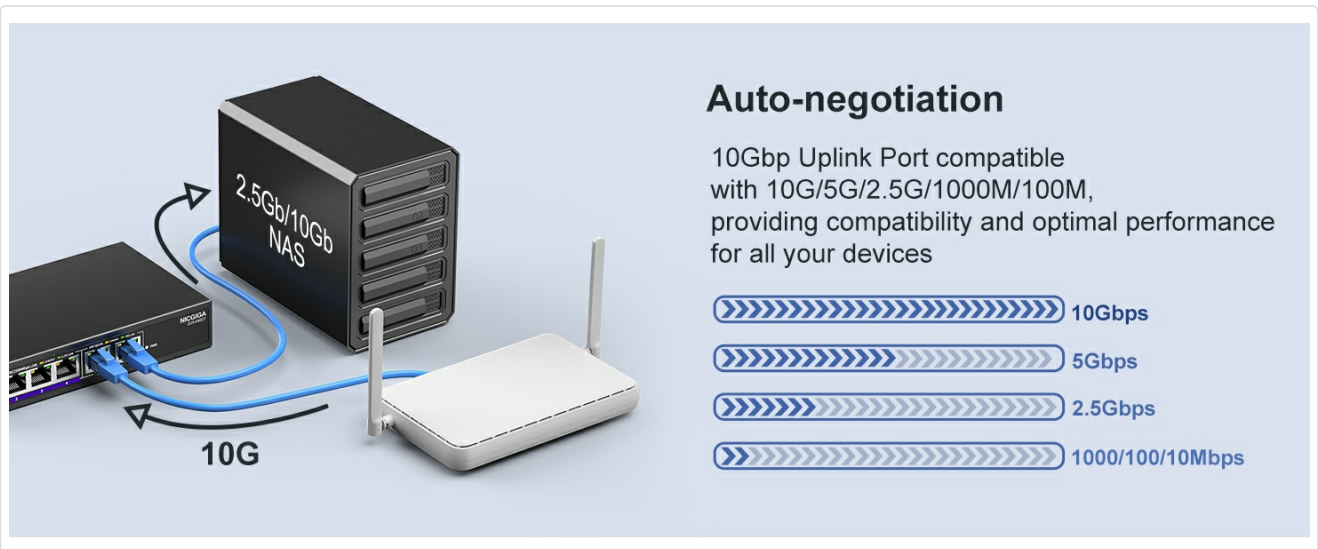 Auto-negotiation
10Gbp Uplink Port compatible
with 10G/5G/2.5G/1000M/100M,
providing compatibility and optimal performance
for all your devices
10Gbps
5Gbps
2.5Gbps
1000/100/10Mbps
2.5Gb/10Gb
NAS
NICGIGA
10G